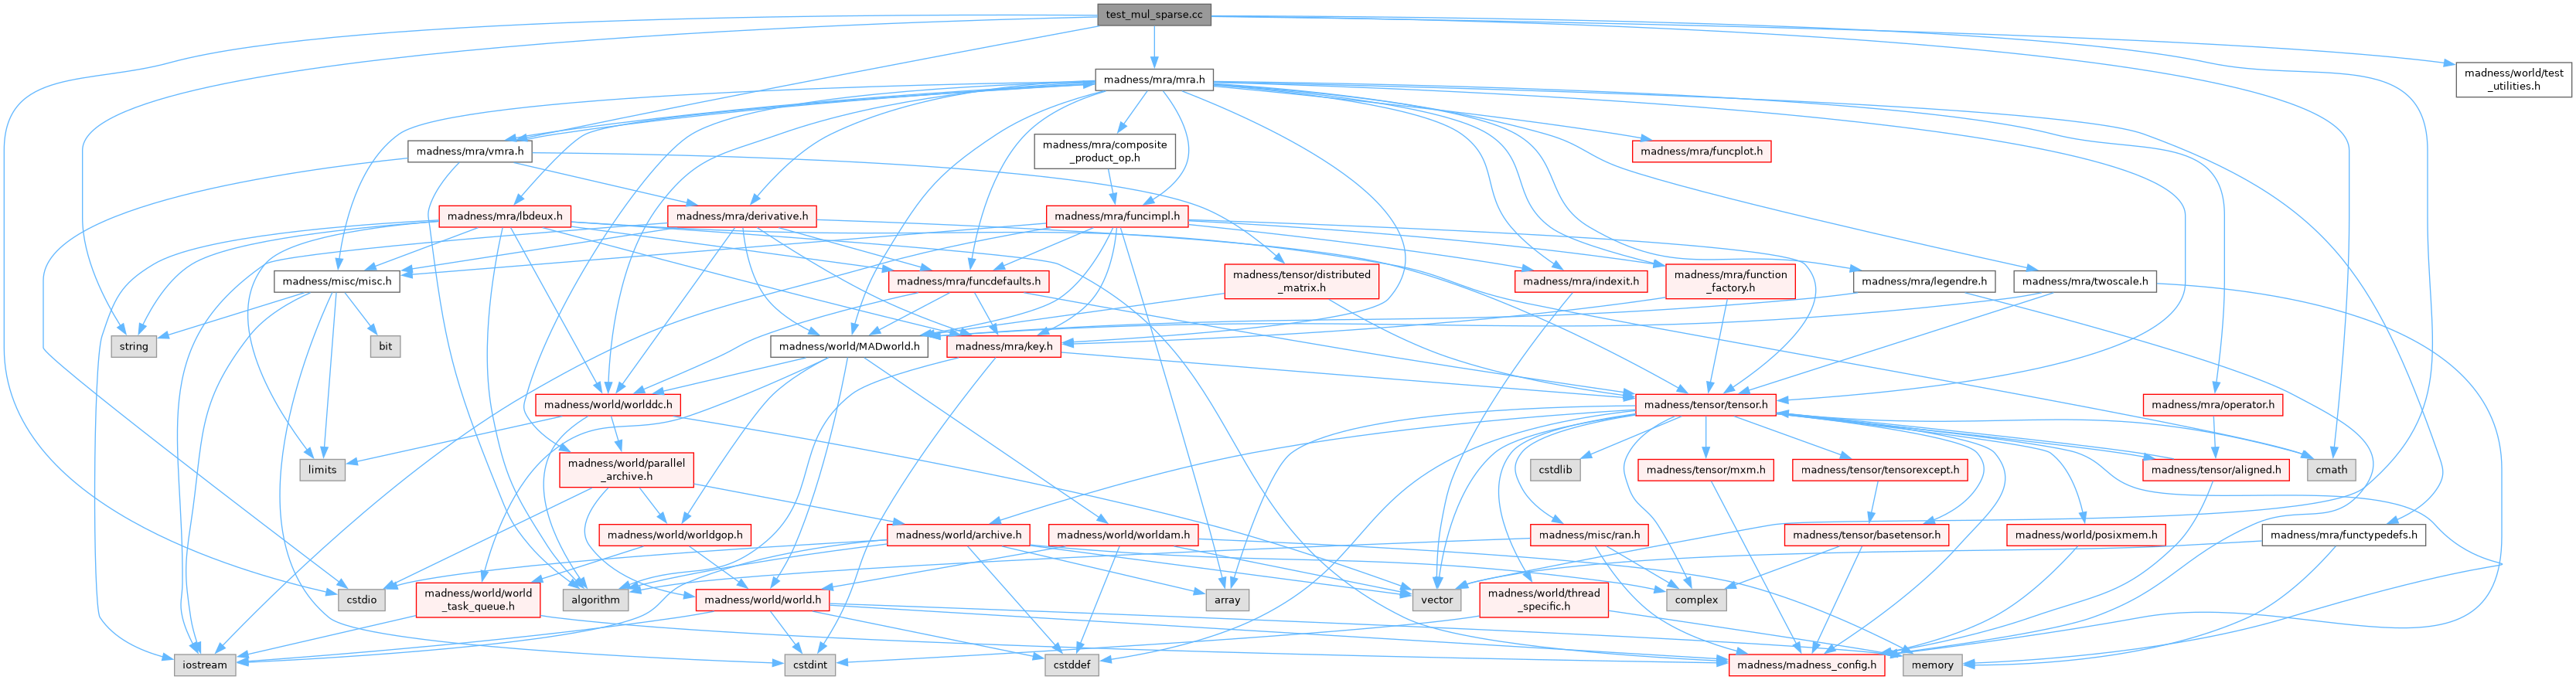 test_mul_sparse.cc
madness/mra/mra.h
madness/world/test
_utilities.h
madness/mra/vmra.h
madness/mra/composite
_product_op.h
madness/mra/funcplot.h
madness/mra/lbdeux.h
madness/mra/derivative.h
madness/mra/funcimpl.h
madness/misc/misc.h
madness/mra/funcdefaults.h
madness/tensor/distributed
_matrix.h
madness/mra/indexit.h
madness/mra/function
_factory.h
madness/mra/legendre.h
madness/mra/twoscale.h
string
bit
madness/world/MADworld.h
madness/mra/key.h
madness/world/worlddc.h
madness/tensor/tensor.h
madness/mra/operator.h
limits
madness/world/parallel
_archive.h
cstdlib
madness/tensor/mxm.h
madness/tensor/tensorexcept.h
madness/tensor/aligned.h
cmath
madness/world/worldgop.h
madness/world/archive.h
madness/world/worldam.h
madness/misc/ran.h
madness/tensor/basetensor.h
madness/world/posixmem.h
madness/mra/functypedefs.h
cstdio
madness/world/world
_task_queue.h
algorithm
madness/world/world.h
array
vector
madness/world/thread
_specific.h
complex
iostream
cstdint
cstddef
madness/madness_config.h
memory